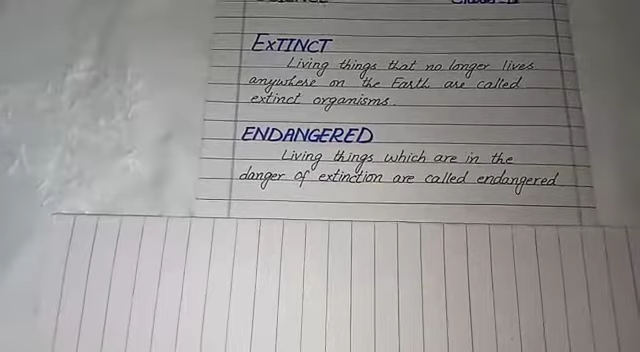 SCIENCE
ExTINCT
Living things that no longer lives
anywhere on the Earth are called
extinct organisms.
ENDANGERED
Living things which are in the
danger of extinction are called endangered